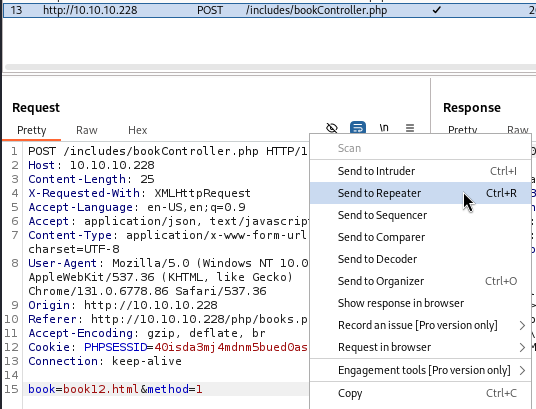 13 http://10.10.10.228 POST /includes/bookController.php ✓ 20
Request Response
Pretty Raw Hex \n Pretty Raw
1 POST /includes/bookController.php HTTP/1
2 Host: 10.10.10.228
3 Content-Length: 25
4 X-Requested-With: XMLHttpRequest
5 Accept-Language: en-US,en;q=0.9
6 Accept: application/json, text/javascrip
7 Content-Type: application/x-www-form-url
charset=UTF-8
8 User-Agent: Mozilla/5.0 (Windows NT 10.0
AppleWebKit/537.36 (KHTML, like Gecko)
Chrome/131.0.6778.86 Safari/537.36
9 Origin: http://10.10.10.228
10 Referer: http://10.10.10.228/php/books.p
11 Accept-Encoding: gzip, deflate, br
12 Cookie: PHPSESSID=40isda3mj4mdnm5bued0as
13 Connection: keep-alive
14
15 book=book12.html&method=1
Scan
Send to Intruder Ctrl+I
Send to Repeater Ctrl+R
Send to Sequencer
Send to Comparer
Send to Decoder
Send to Organizer Ctrl+O
Show response in browser
Record an issue [Pro version only]
Request in browser
Engagement tools [Pro version only]
Copy Ctrl+C